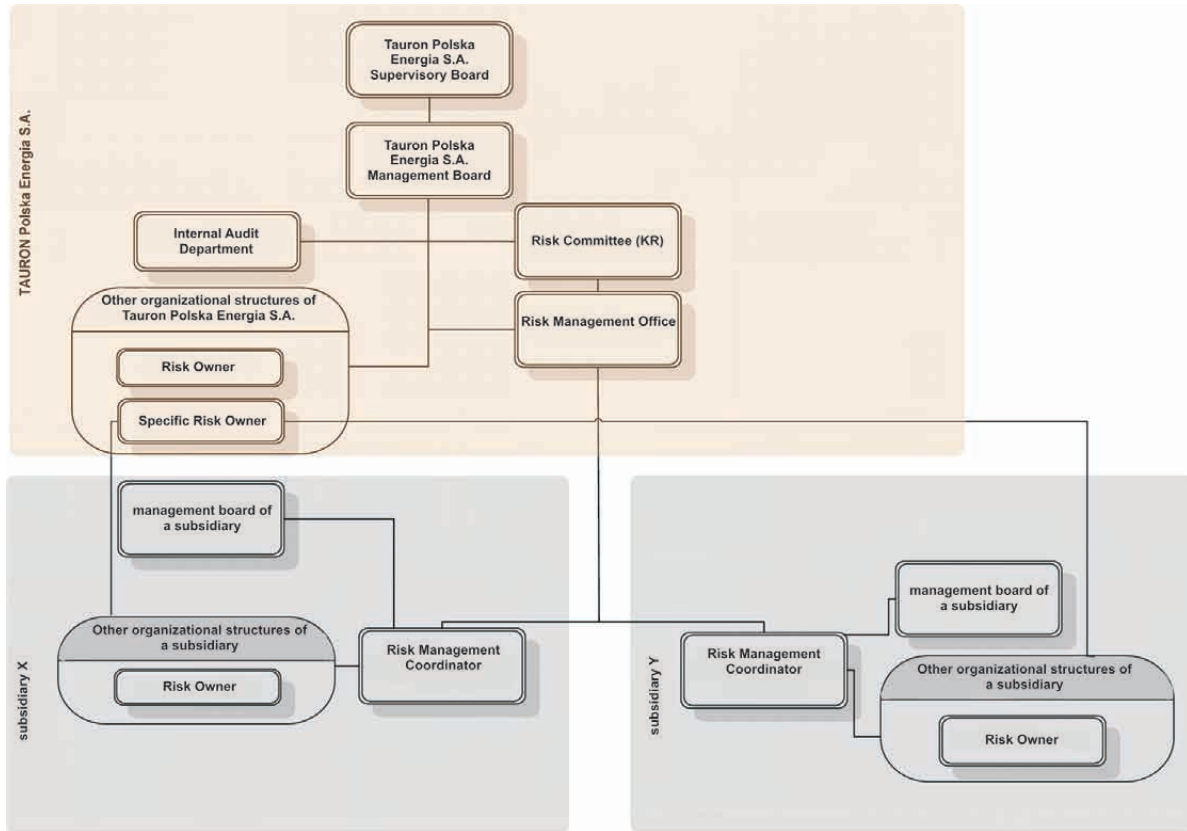 Tauron Polska
Energia S.A.
Supervisory Board
Tauron Polska
Energia S.A.
Management Board
TAURON Polska Energia S.A.
Internal Audit
Department
Risk Committee (KR)
Other organizational structures of
Tauron Polska Energia S.A.
Risk Management Office
Risk Owner
Specific Risk Owner
management board of
a subsidiary
Other organizational structures of
a subsidiary
Risk Management
Coordinator
Risk Owner
subsidiary X
management board of
a subsidiary
Risk Management
Coordinator
Other organizational structures of
a subsidiary
Risk Owner
subsidiary Y